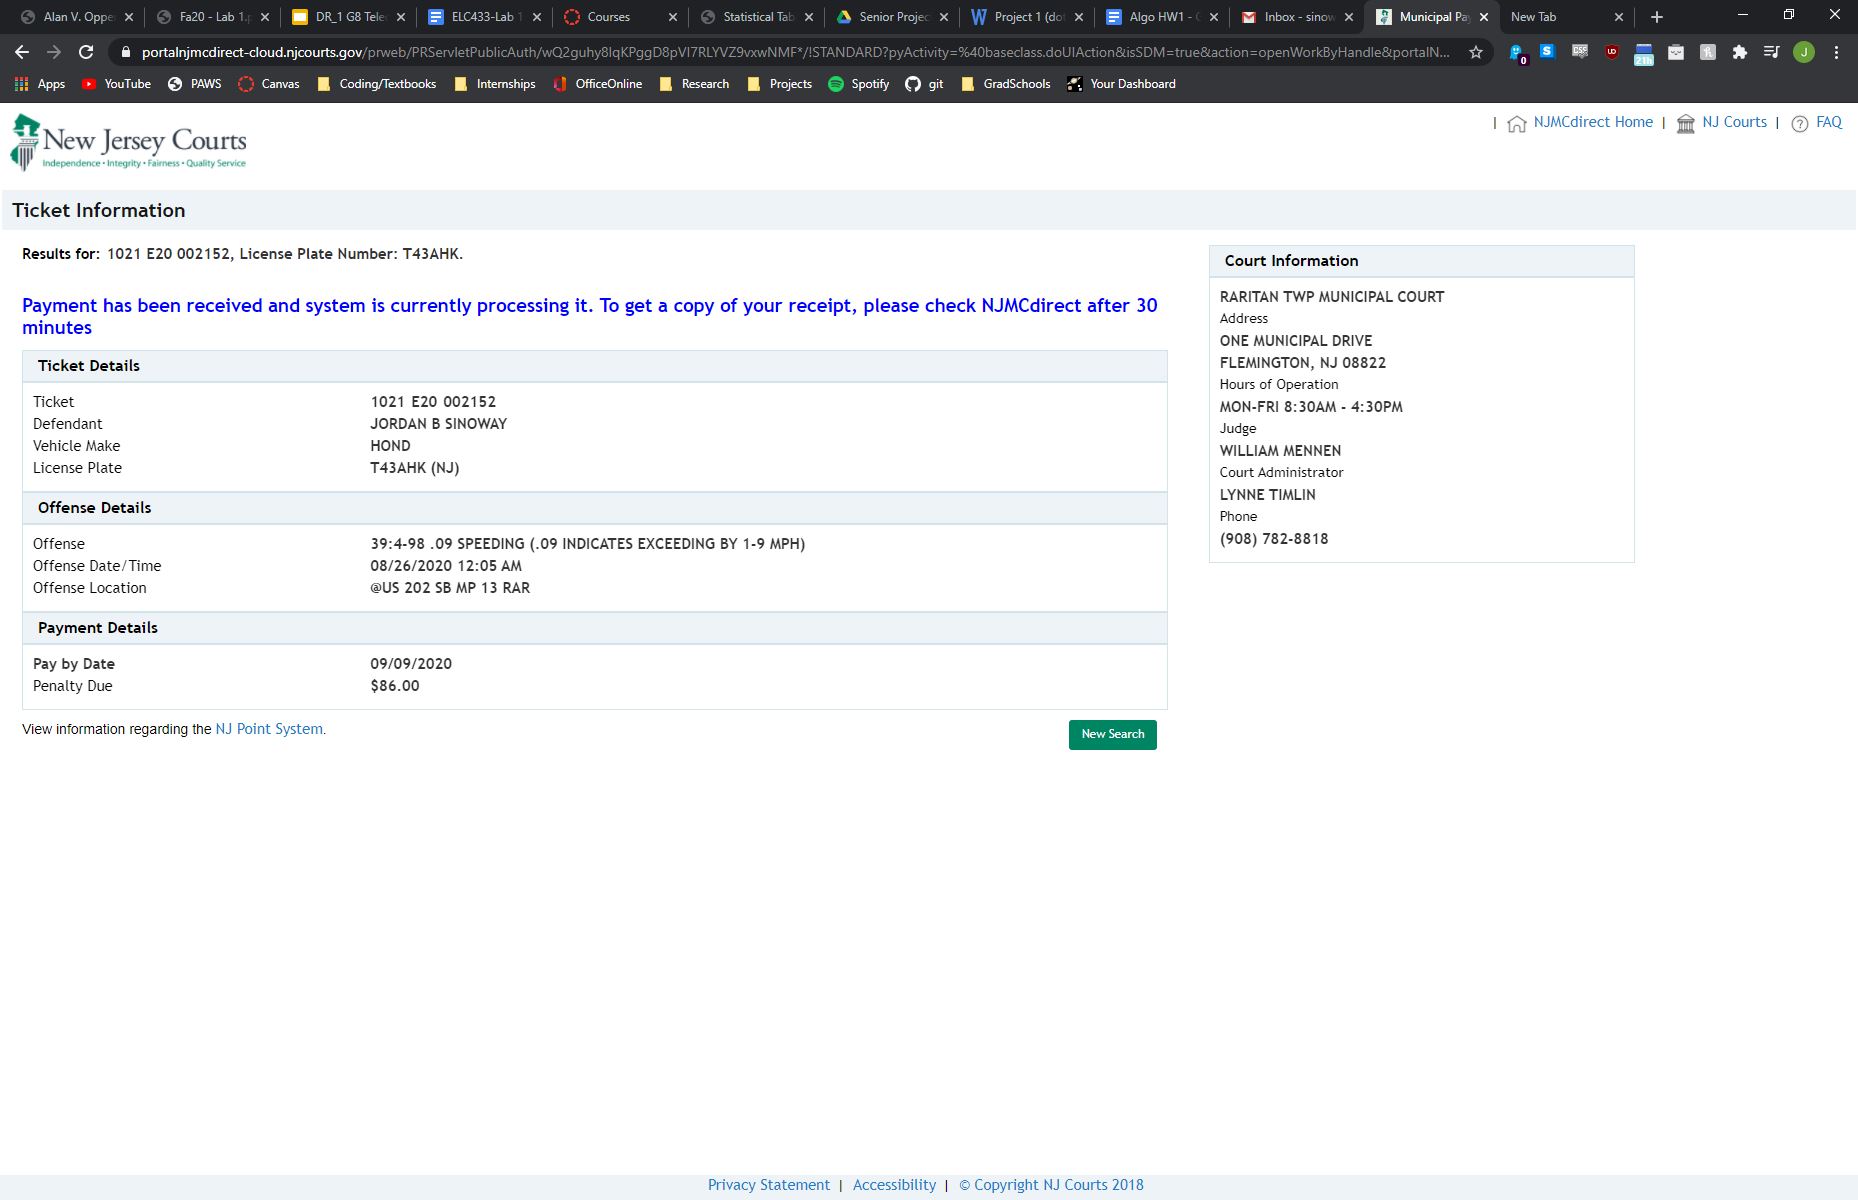 Alan V. Oppe
Fa20 - Lab 1.p
DR_1 G8 Tele
ELC433-Lab 1
Courses
Statistical Tab
Senior Projec
Project 1 (dot
Algo HW1 - G
Inbox - sinow
Municipal Pay
New Tab
portalnjmcdirect-cloud.njcourts.gov/prweb/PRServletPublicAuth/wQ2guhy8lqKPggD8pVI7RLYVZ9vxwNMF*/!STANDARD?pyActivity=%40baseclass.doUIAction&isSDM=true&action=openWorkByHandle&portalN...
0
21h
J
Apps YouTube PAWS Canvas Coding/Textbooks Internships OfficeOnline Research Projects Spotify git GradSchools Your Dashboard
New Jersey Courts
Independence • Integrity • Fairness • Quality Service
| NJMCdirect Home | NJ Courts | FAQ
Ticket Information
Results for: 1021 E20 002152, License Plate Number: T43AHK.
Payment has been received and system is currently processing it. To get a copy of your receipt, please check NJMCdirect after 30
minutes
Ticket Details
Ticket 1021 E20 002152
Defendant JORDAN B SINOWAY
Vehicle Make HOND
License Plate T43AHK (NJ)
Offense Details
Offense 39:4-98 .09 SPEEDING (.09 INDICATES EXCEEDING BY 1-9 MPH)
Offense Date/Time 08/26/2020 12:05 AM
Offense Location @US 202 SB MP 13 RAR
Payment Details
Pay by Date 09/09/2020
Penalty Due $86.00
View information regarding the NJ Point System.
New Search
Court Information
RARITAN TWP MUNICIPAL COURT
Address
ONE MUNICIPAL DRIVE
FLEMINGTON, NJ 08822
Hours of Operation
MON-FRI 8:30AM - 4:30PM
Judge
WILLIAM MENNEN
Court Administrator
LYNNE TIMLIN
Phone
(908) 782-8818
Privacy Statement | Accessibility | © Copyright NJ Courts 2018